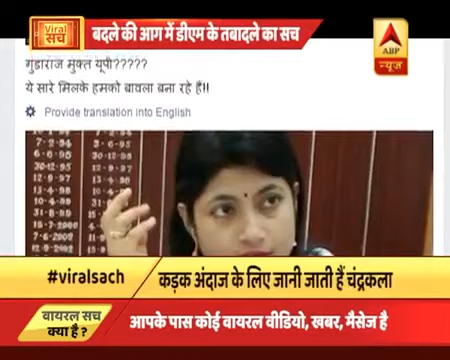 Viral
सच
बदले की आग में डीएम के तबादले का सच
ABP
न्यूज़
गुंडाराज मुक्त यूपी?????
ये सारे मिलके हमको बावला बना रहे हैं!!
Provide translation into English
#viralsach
कड़क अंदाज के लिए जानी जाती हैं चंद्रकला
वायरल सच
क्या है ?
आपके पास कोई वायरल वीडियो, खबर, मैसेज है